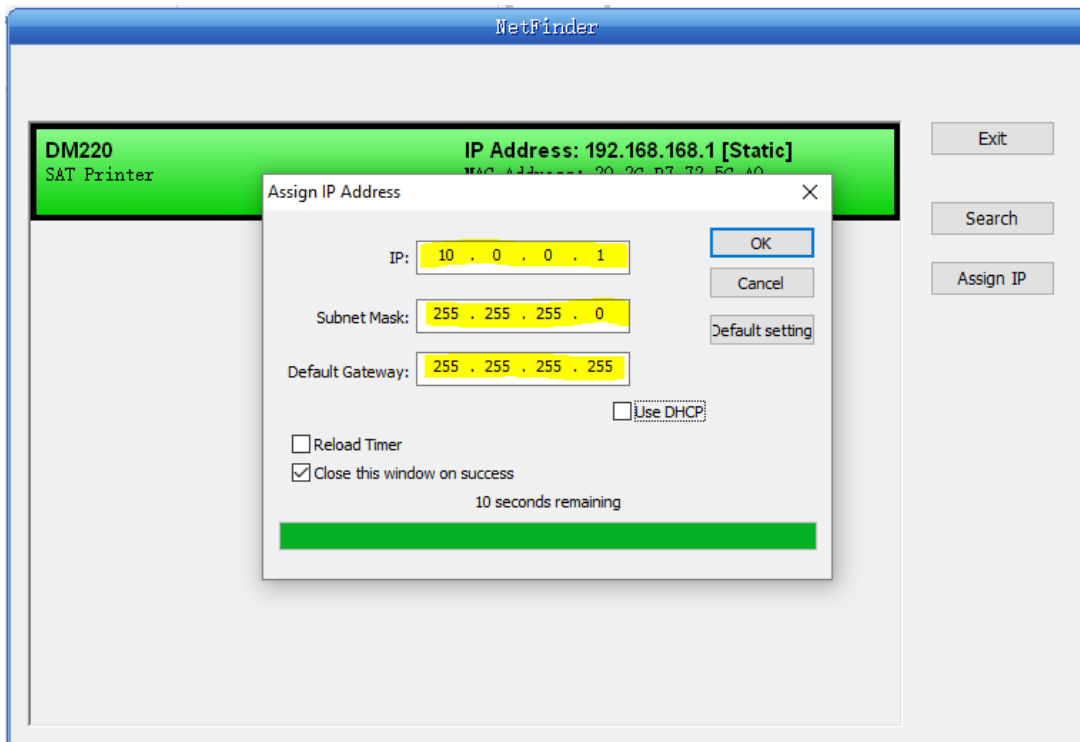 NetFinder
DM220
IP Address: 192.168.168.1 [Static]
SAT Printer
Exit
Search
Assign IP
Assign IP Address
IP: 10 . 0 . 0 . 1
OK
Cancel
Subnet Mask: 255 . 255 . 255 . 0
Default setting
Default Gateway: 255 . 255 . 255 . 255
Use DHCP
Reload Timer
Close this window on success
10 seconds remaining